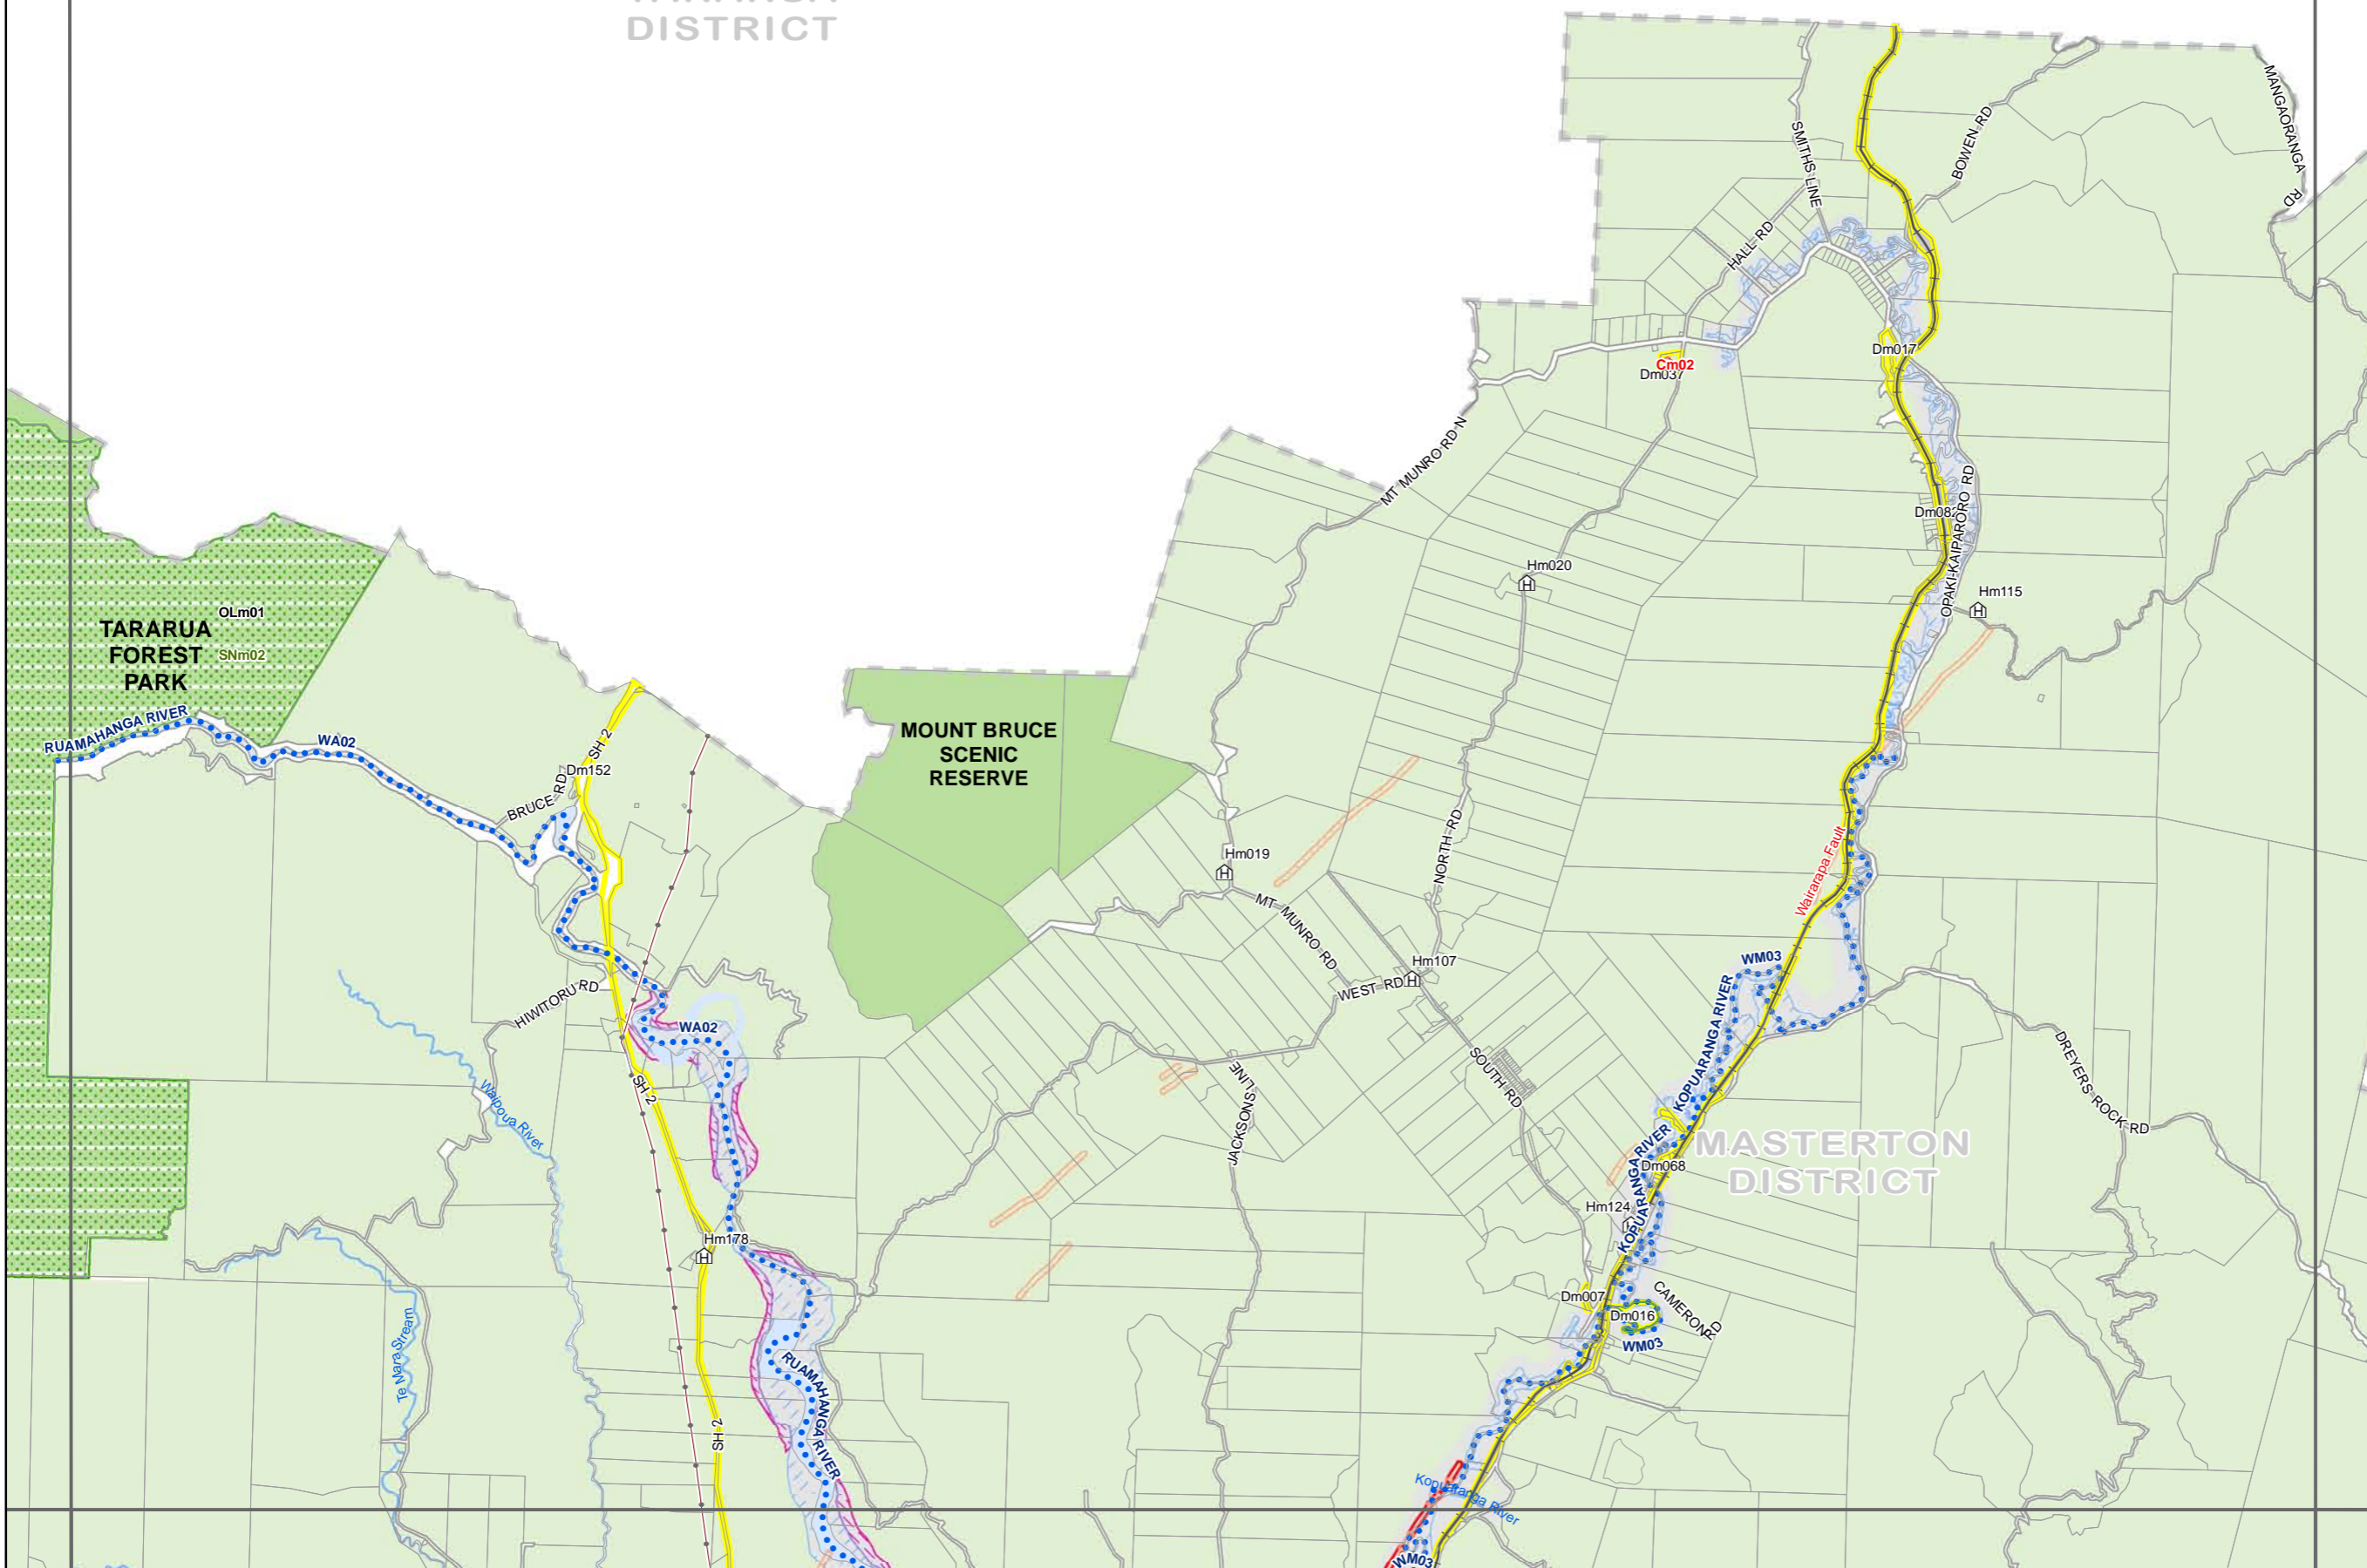 DISTRICT
MANGAORANGA RD
SMITHS LINE
BOWEN RD
HALL RD
Dm017
Cm02
Dm037
MT MUNRO RD N
OPAKI-KAIPARORO RD
Dm082
Hm020
Hm115
OLm01
TARARUA
FOREST
PARK
SNm02
RUAMAHANGA RIVER
WA02
SH 2
Dm152
BRUCE RD
MOUNT BRUCE
SCENIC
RESERVE
Hm019
NORTH RD
Wairarapa Fault
MT MUNRO RD
Hm107
WEST RD
WM03
KOPUARANGA RIVER
HIWITORU RD
WA02
SH 2
Waipoua River
SOUTH RD
JACKSONS LINE
DREYERS ROCK RD
MASTERTON
DISTRICT
KOPUARANGA RIVER
Dm068
Hm124
KOPUARANGA RIVER
Hm178
Dm007
Dm016
CAMERON RD
WM03
Te Mara Stream
RUAMAHANGA RIVER
SH 2
Kopuaranga River
WM03